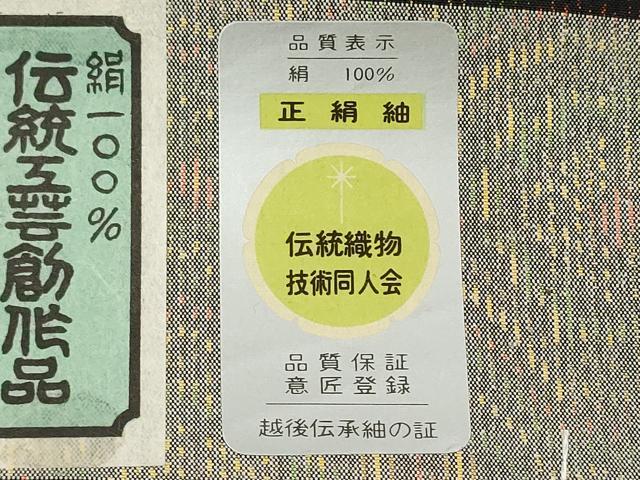 絹一〇〇%
伝統工芸創作品
品質表示
絹 100%
正絹紬
伝統織物
技術同人会
品質保証
意匠登録
越後伝承紬の証